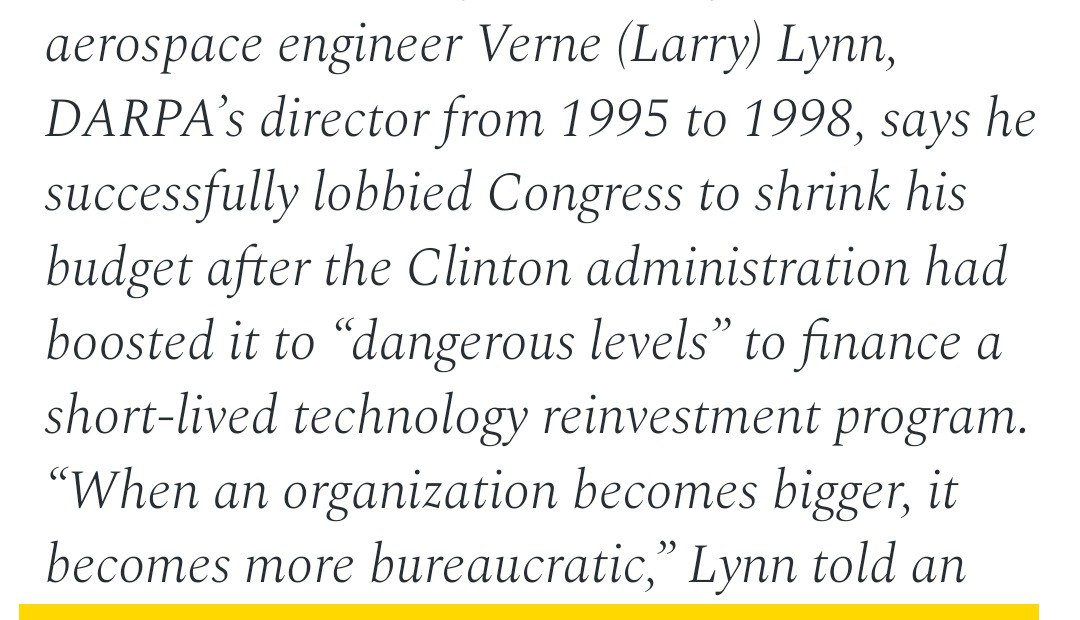 aerospace engineer Verne (Larry) Lynn,
DARPA’s director from 1995 to 1998, says he
successfully lobbied Congress to shrink his
budget after the Clinton administration had
boosted it to “dangerous levels” to finance a
short-lived technology reinvestment program.
“When an organization becomes bigger, it
becomes more bureaucratic,” Lynn told an